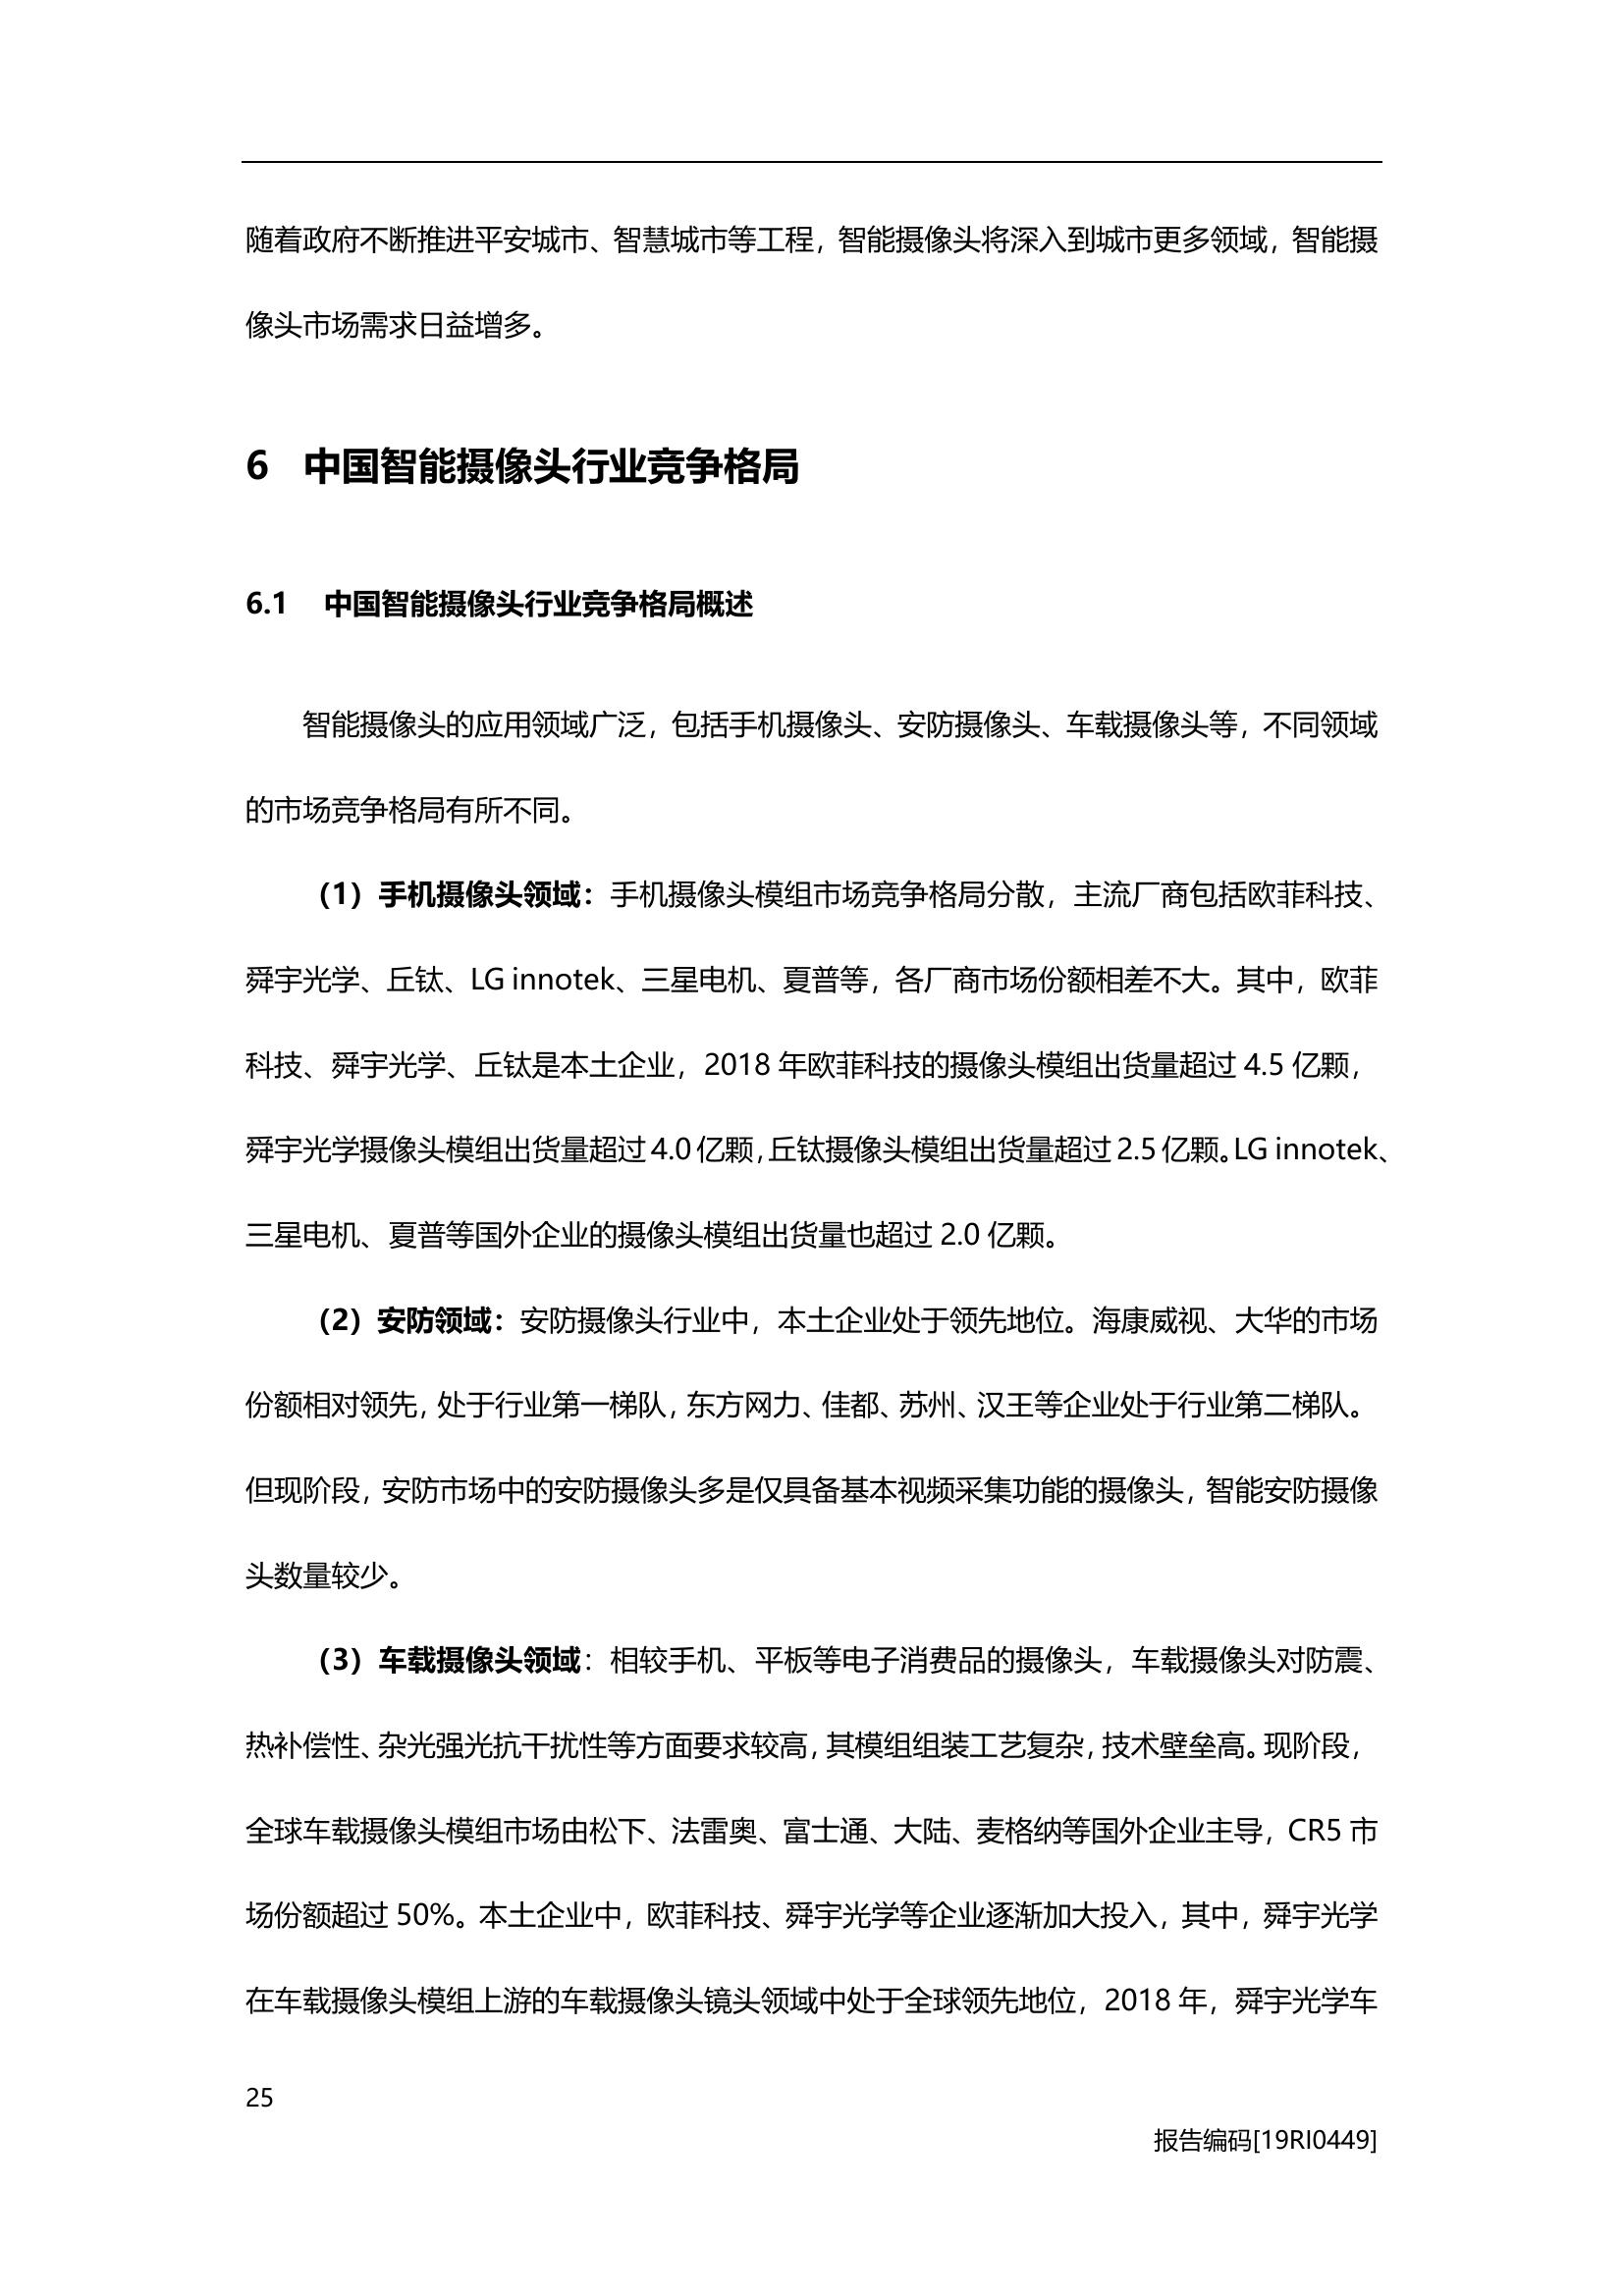 随着政府不断推进平安城市、智慧城市等工程，智能摄像头将深入到城市更多领域，智能摄
像头市场需求日益增多。
6 中国智能摄像头行业竞争格局
6.1 中国智能摄像头行业竞争格局概述
智能摄像头的应用领域广泛，包括手机摄像头、安防摄像头、车载摄像头等，不同领域
的市场竞争格局有所不同。
（1）手机摄像头领域：手机摄像头模组市场竞争格局分散，主流厂商包括欧菲科技、
舜宇光学、丘钛、LG innotek、三星电机、夏普等，各厂商市场份额相差不大。其中，欧菲
科技、舜宇光学、丘钛是本土企业，2018 年欧菲科技的摄像头模组出货量超过 4.5 亿颗，
舜宇光学摄像头模组出货量超过 4.0 亿颗，丘钛摄像头模组出货量超过 2.5 亿颗。LG innotek、
三星电机、夏普等国外企业的摄像头模组出货量也超过 2.0 亿颗。
（2）安防领域：安防摄像头行业中，本土企业处于领先地位。海康威视、大华的市场
份额相对领先，处于行业第一梯队，东方网力、佳都、苏州、汉王等企业处于行业第二梯队。
但现阶段，安防市场中的安防摄像头多是仅具备基本视频采集功能的摄像头，智能安防摄像
头数量较少。
（3）车载摄像头领域：相较手机、平板等电子消费品的摄像头，车载摄像头对防震、
热补偿性、杂光强光抗干扰性等方面要求较高，其模组组装工艺复杂，技术壁垒高。现阶段，
全球车载摄像头模组市场由松下、法雷奥、富士通、大陆、麦格纳等国外企业主导，CR5 市
场份额超过 50%。本土企业中，欧菲科技、舜宇光学等企业逐渐加大投入，其中，舜宇光学
在车载摄像头模组上游的车载摄像头镜头领域中处于全球领先地位，2018 年，舜宇光学车
25
报告编码[19RI0449]